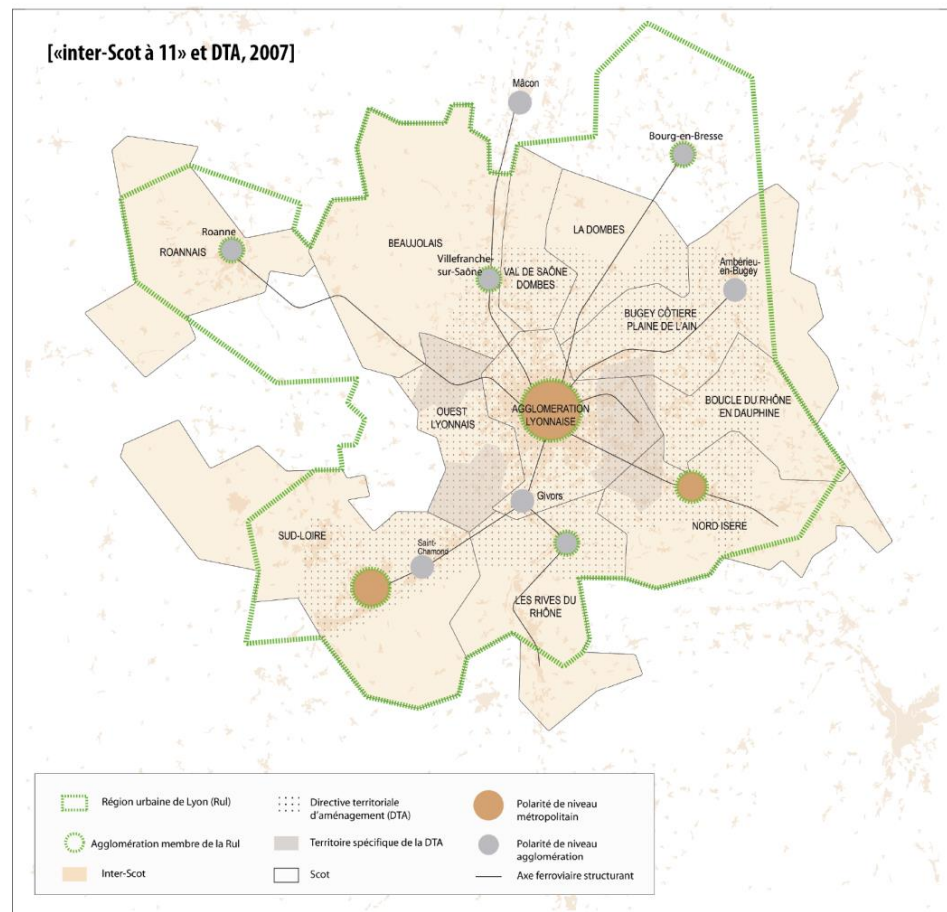 [«inter-Scot à 11» et DTA, 2007]
Mâcon
Bourg-en-Bresse
LA DOMBES
Roanne
ROANNAIS
BEAUJOLAIS
Villefranche-
sur-Saône
VAL DE SAÔNE
DOMBES
Ambérieu-
en-Bugey
BUGEY CÔTIERE
PLAINE DE L'AIN
BOUCLE DU RHÔNE
EN DAUPHINE
OUEST
LYONNAIS
AGGLOMERATION
LYONNAISE
Givors
NORD ISERE
SUD-LOIRE
Saint-
Chamond
LES RIVES DU
RHÔNE
Région urbaine de Lyon (Rul)
Agglomération membre de la Rul
Inter-Scot
Directive territoriale
d'aménagement (DTA)
Territoire spécifique de la DTA
Scot
Polarité de niveau
métropolitain
Polarité de niveau
agglomération
Axe ferroviaire structurant